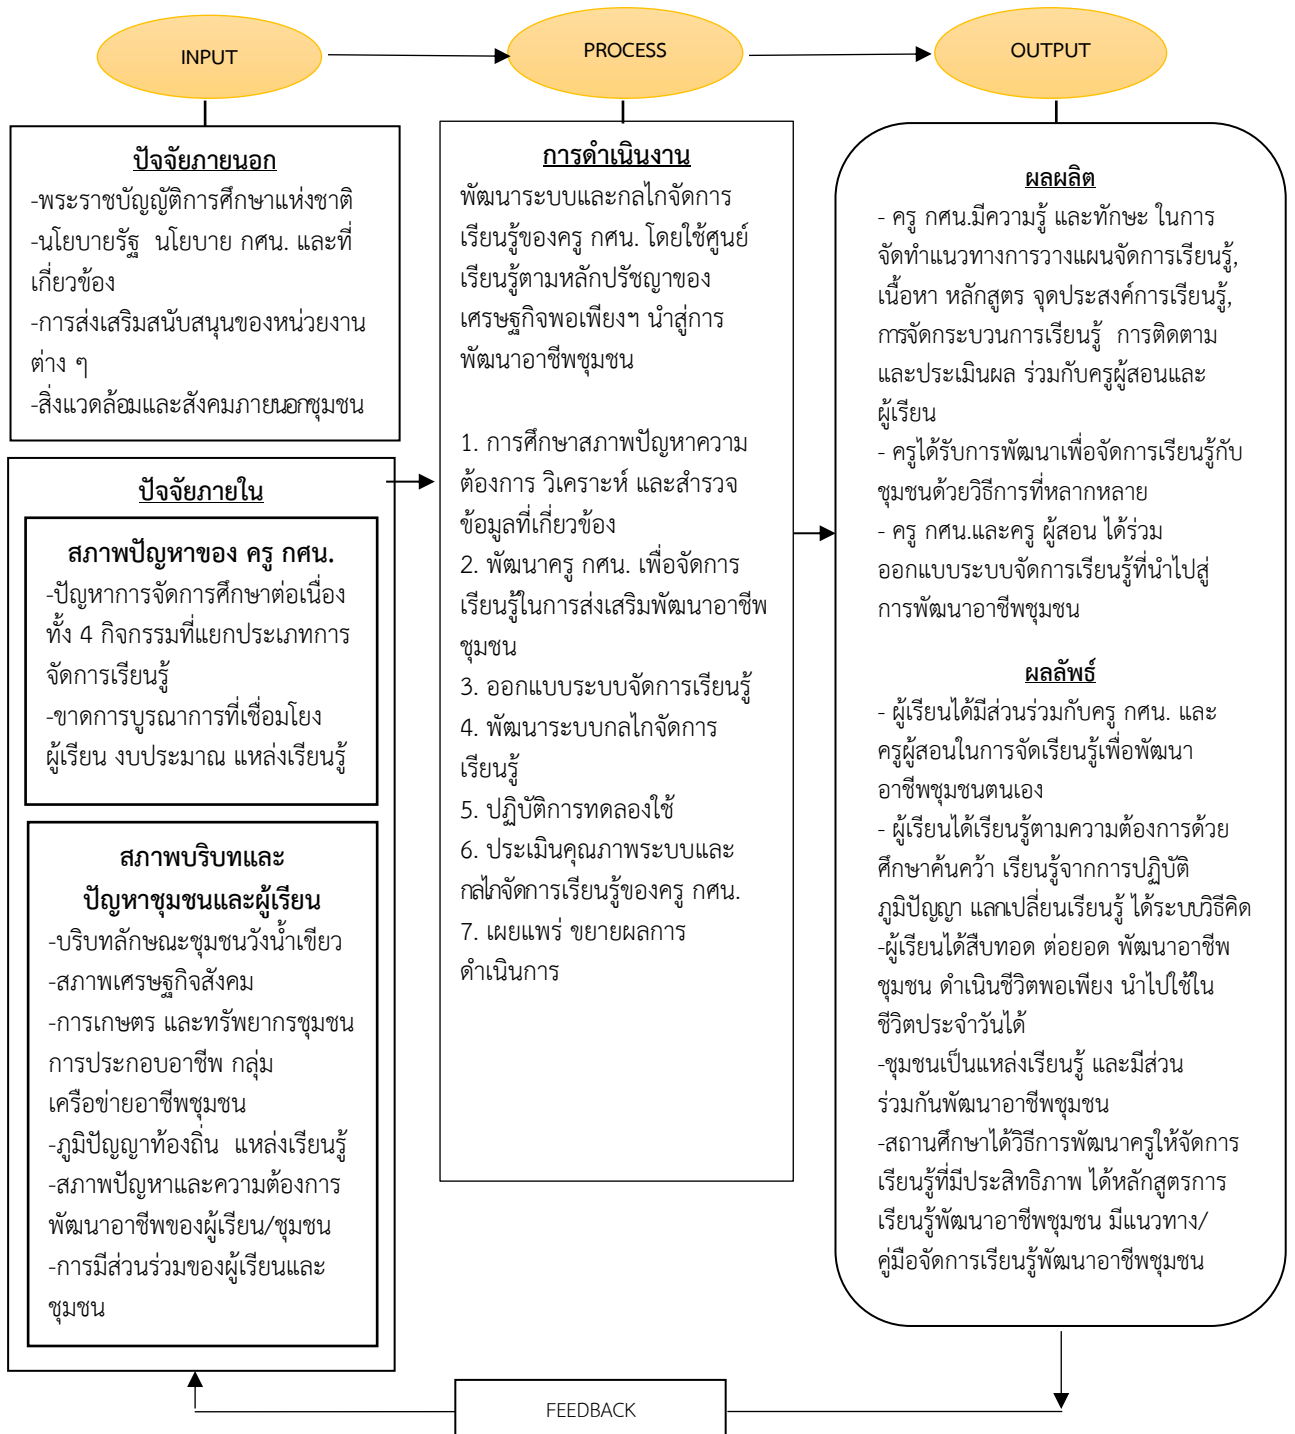 INPUT
PROCESS
OUTPUT
ปัจจัยภายนอก
-พระราชบัญญัติการศึกษาแห่งชาติ
-นโยบายรัฐ นโยบาย กศน. และที่
เกี่ยวข้อง
-การส่งเสริมสนับสนุนของหน่วยงาน
ต่าง ๆ
-สิ่งแวดล้อมและสังคมภายนอกชุมชน
ปัจจัยภายใน
สภาพปัญหาของ ครู กศน.
-ปัญหาการจัดการศึกษาต่อเนื่อง
ทั้ง 4 กิจกรรมที่แยกประเภทการ
จัดการเรียนรู้
-ขาดการบูรณาการที่เชื่อมโยง
ผู้เรียน งบประมาณ แหล่งเรียนรู้
สภาพบริบทและ
ปัญหาชุมชนและผู้เรียน
-บริบทลักษณะชุมชนวังน้ำเขียว
-สภาพเศรษฐกิจสังคม
-การเกษตร และทรัพยากรชุมชน
การประกอบอาชีพ กลุ่ม
เครือข่ายอาชีพชุมชน
-ภูมิปัญญาท้องถิ่น แหล่งเรียนรู้
-สภาพปัญหาและความต้องการ
พัฒนาอาชีพของผู้เรียน/ชุมชน
-การมีส่วนร่วมของผู้เรียนและ
ชุมชน
การดำเนินงาน
พัฒนาระบบและกลไกจัดการ
เรียนรู้ของครู กศน. โดยใช้ศูนย์
เรียนรู้ตามหลักปรัชญาของ
เศรษฐกิจพอเพียงฯ นำสู่การ
พัฒนาอาชีพชุมชน
1. การศึกษาสภาพปัญหาความ
ต้องการ วิเคราะห์ และสำรวจ
ข้อมูลที่เกี่ยวข้อง
2. พัฒนาครู กศน. เพื่อจัดการ
เรียนรู้ในการส่งเสริมพัฒนาอาชีพ
ชุมชน
3. ออกแบบระบบจัดการเรียนรู้
4. พัฒนาระบบกลไกจัดการ
เรียนรู้
5. ปฏิบัติการทดลองใช้
6. ประเมินคุณภาพระบบและ
กลไกจัดการเรียนรู้ของครู กศน.
7. เผยแพร่ ขยายผลการ
ดำเนินการ
ผลผลิต
- ครู กศน.มีความรู้ และทักษะ ในการ
จัดทำแนวทางการวางแผนจัดการเรียนรู้,
เนื้อหา หลักสูตร จุดประสงค์การเรียนรู้,
การจัดกระบวนการเรียนรู้ การติดตาม
และประเมินผล ร่วมกับครูผู้สอนและ
ผู้เรียน
- ครูได้รับการพัฒนาเพื่อจัดการเรียนรู้กับ
ชุมชนด้วยวิธีการที่หลากหลาย
- ครู กศน.และครู ผู้สอน ได้ร่วม
ออกแบบระบบจัดการเรียนรู้ที่นำไปสู่
การพัฒนาอาชีพชุมชน
ผลลัพธ์
- ผู้เรียนได้มีส่วนร่วมกับครู กศน. และ
ครูผู้สอนในการจัดเรียนรู้เพื่อพัฒนา
อาชีพชุมชนตนเอง
- ผู้เรียนได้เรียนรู้ตามความต้องการด้วย
ศึกษาค้นคว้า เรียนรู้จากการปฏิบัติ
ภูมิปัญญา แลกเปลี่ยนเรียนรู้ ได้ระบบวิธีคิด
-ผู้เรียนได้สืบทอด ต่อยอด พัฒนาอาชีพ
ชุมชน ดำเนินชีวิตพอเพียง นำไปใช้ใน
ชีวิตประจำวันได้
-ชุมชนเป็นแหล่งเรียนรู้ และมีส่วน
ร่วมกันพัฒนาอาชีพชุมชน
-สถานศึกษาได้วิธีการพัฒนาครูให้จัดการ
เรียนรู้ที่มีประสิทธิภาพ ได้หลักสูตรการ
เรียนรู้พัฒนาอาชีพชุมชน มีแนวทาง/
คู่มือจัดการเรียนรู้พัฒนาอาชีพชุมชน
FEEDBACK